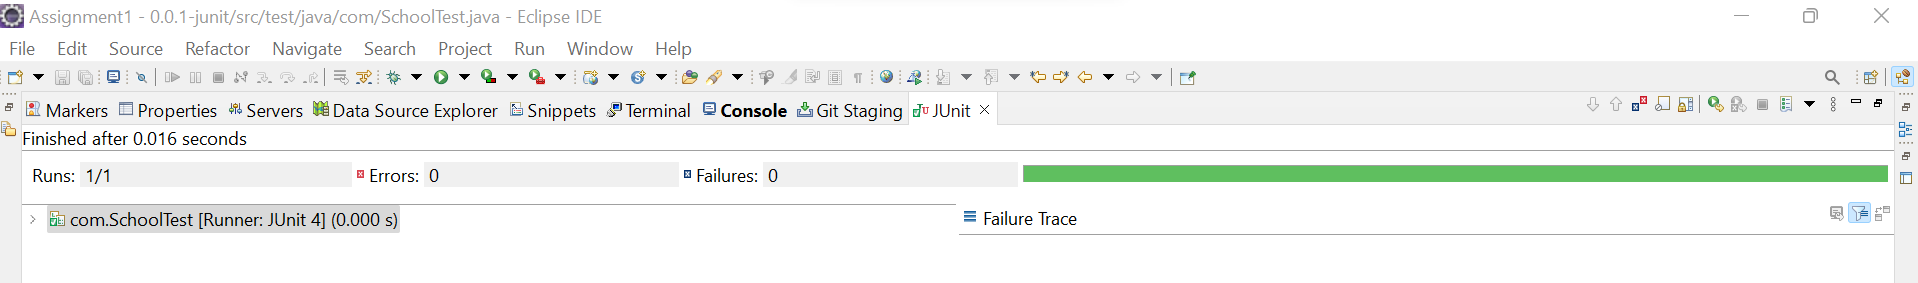 Assignment1 - 0.0.1-junit/src/test/java/com/SchoolTest.java - Eclipse IDE
File Edit Source Refactor Navigate Search Project Run Window Help
Markers Properties Servers Data Source Explorer Snippets Terminal Console Git Staging JUnit
Finished after 0.016 seconds
Runs: 1/1 Errors: 0 Failures: 0
com.SchoolTest [Runner: JUnit 4] (0.000 s) Failure Trace